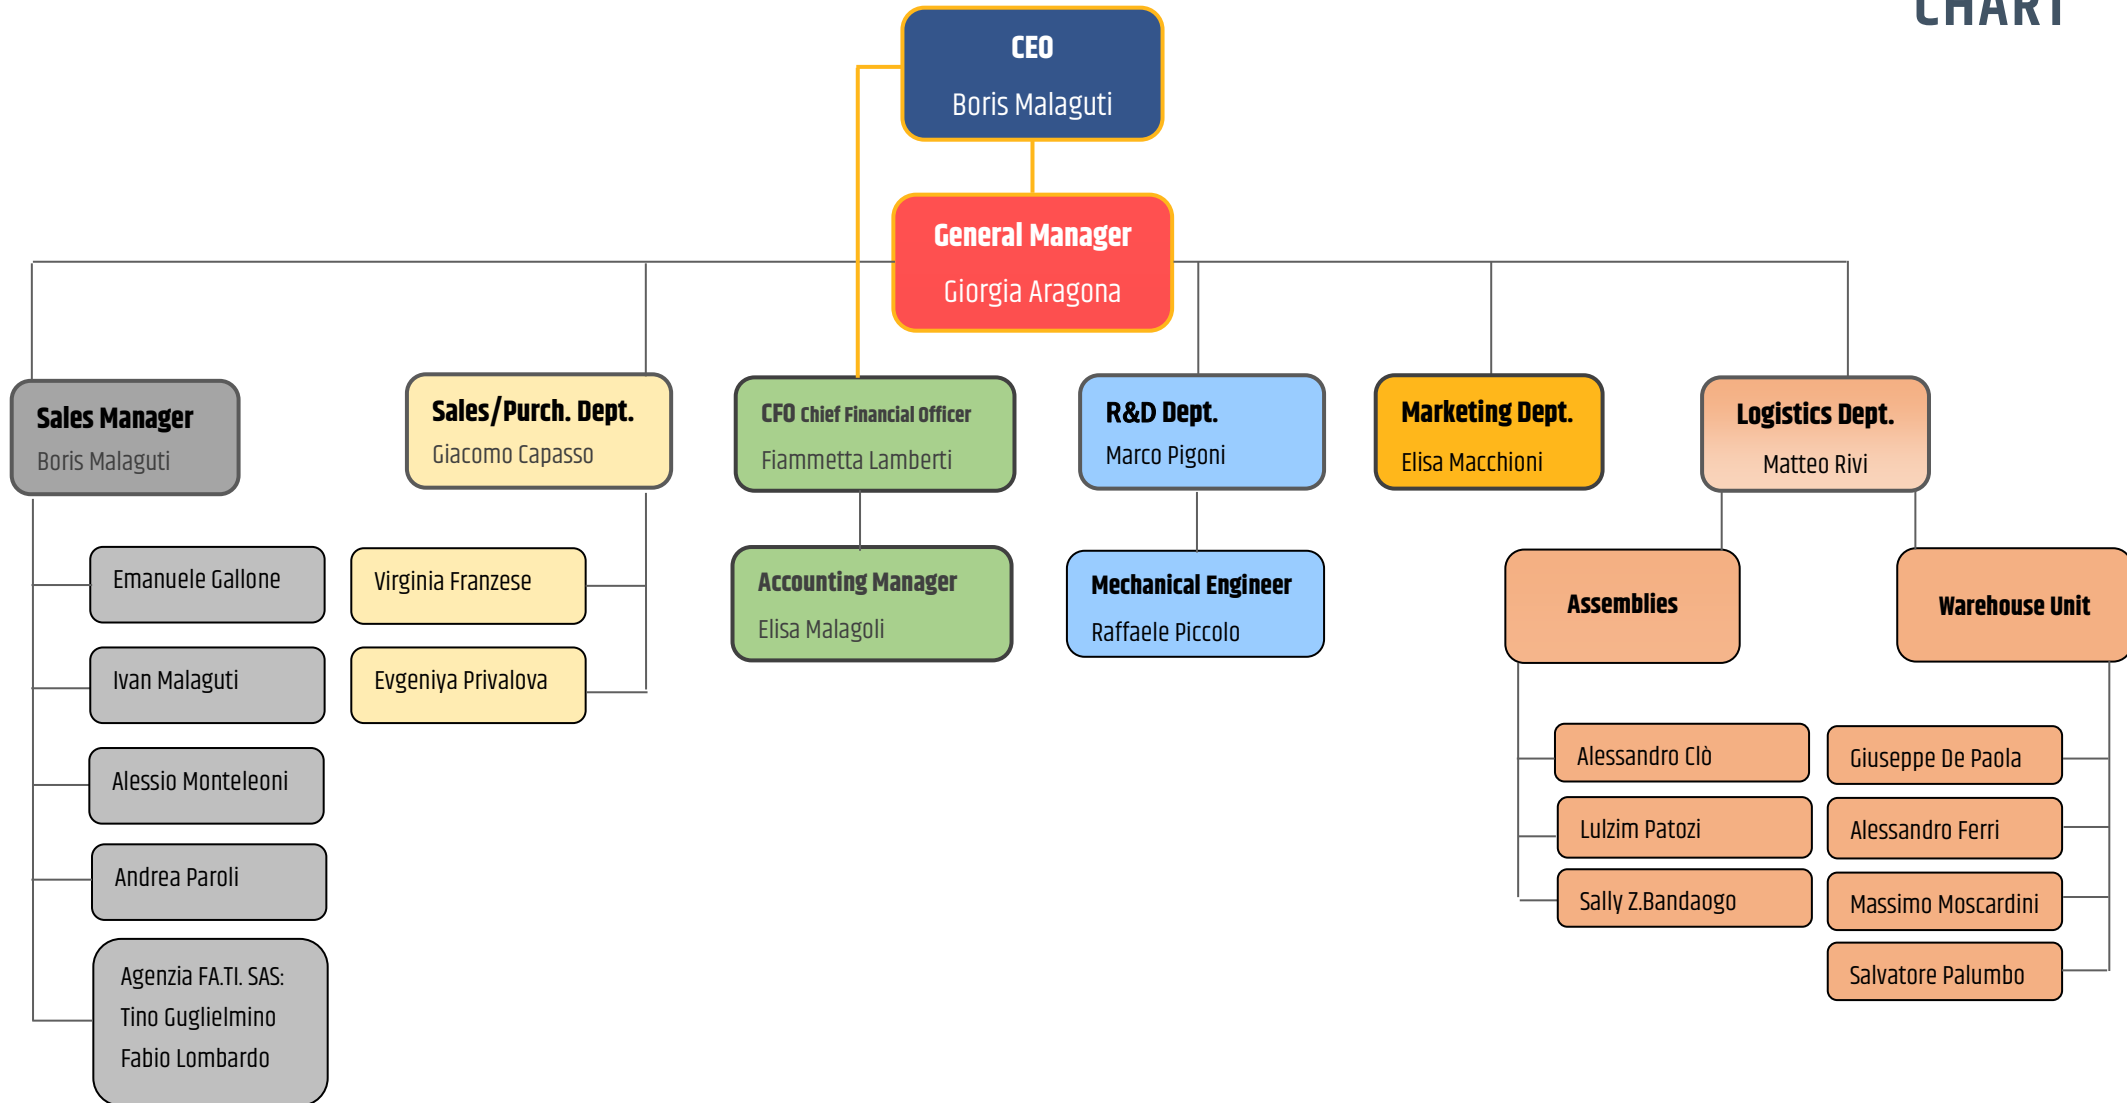 CHART
CEO
Boris Malaguti
General Manager
Giorgia Aragona
Sales Manager
Boris Malaguti
Sales/Purch. Dept.
Giacomo Capasso
CFO Chief Financial Officer
Fiammetta Lamberti
R&D Dept.
Marco Pigoni
Marketing Dept.
Elisa Macchioni
Logistics Dept.
Matteo Rivi
Emanuele Gallone
Ivan Malaguti
Alessio Monteleoni
Andrea Paroli
Agenzia FA.TI. SAS:
Tino Guglielmino
Fabio Lombardo
Virginia Franzese
Evgeniya Privalova
Accounting Manager
Elisa Malagoli
Mechanical Engineer
Raffaele Piccolo
Assemblies
Alessandro Clò
Lulzim Patozi
Sally Z.Bandaogo
Warehouse Unit
Giuseppe De Paola
Alessandro Ferri
Massimo Moscardini
Salvatore Palumbo